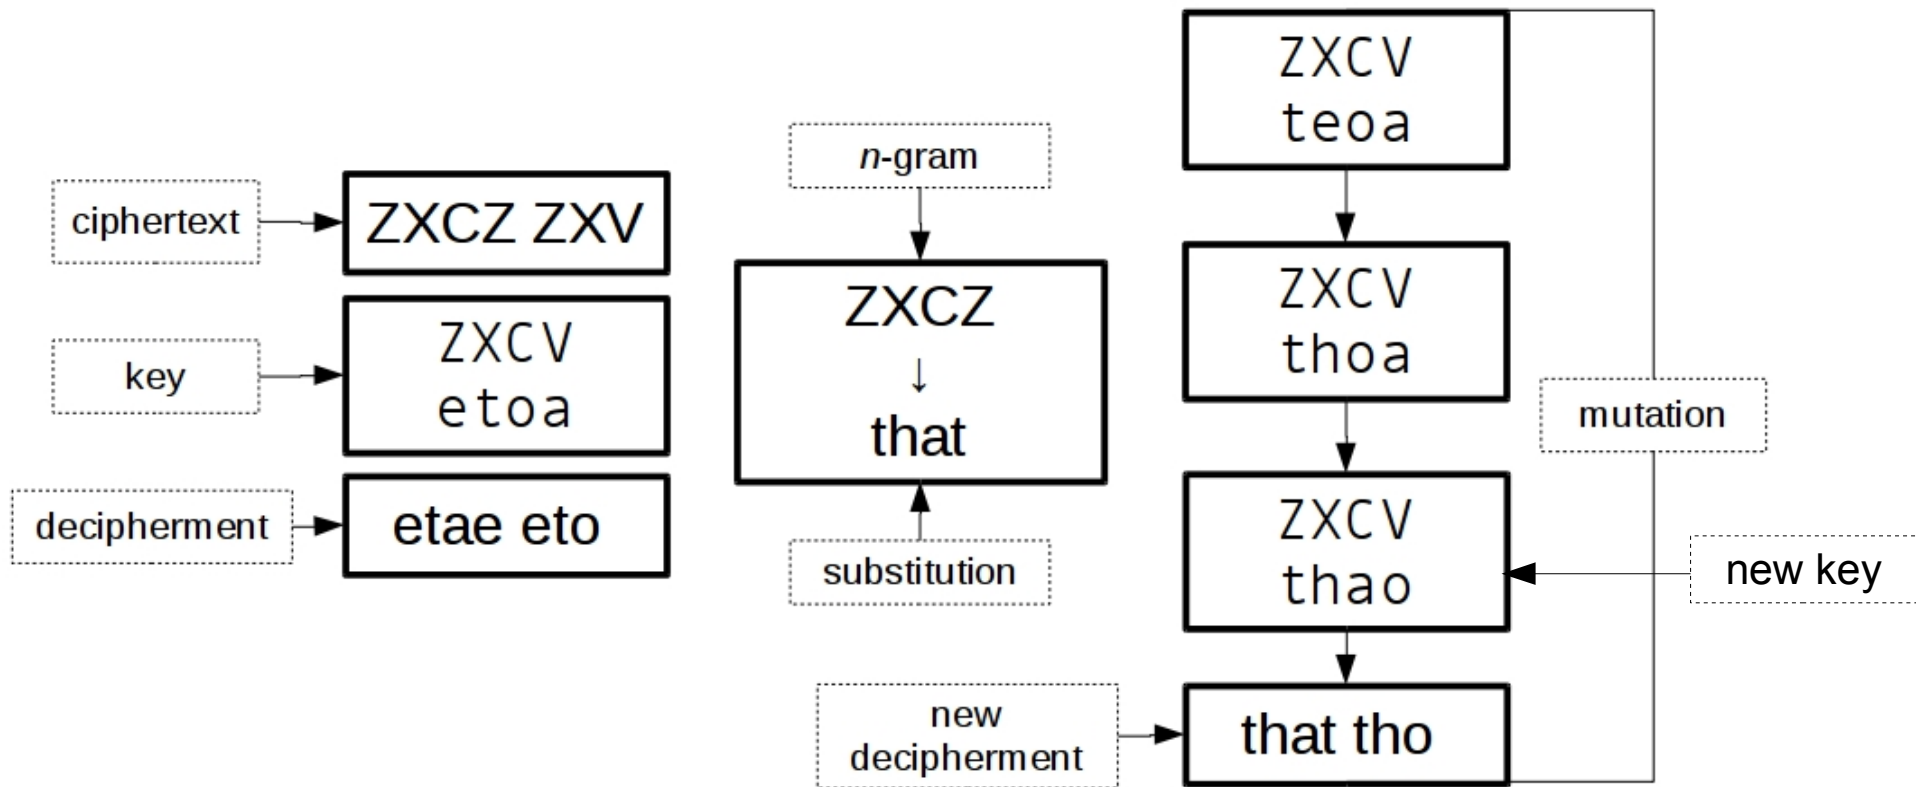 ciphertext
ZXCZ ZXV
key
ZXCV
etoa
decipherment
etae eto
n-gram
ZXCZ
↓
that
substitution
ZXCV
teoa
ZXCV
thoa
mutation
ZXCV
thao
new key
new
decipherment
that tho